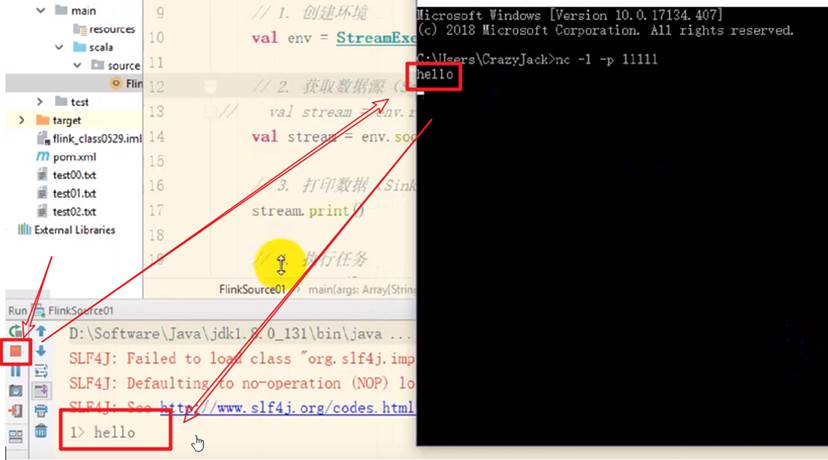 main
resources
scala
source
Flin
test
target
flink_class0529.iml
pom.xml
test00.txt
test01.txt
test02.txt
External Libraries
9 // 1. 创建环境
10 val env = StreamExe
11
12 // 2. 获取数据源（S
13 // val stream = env.r
14 val stream = env.soc
15
16 // 3. 打印数据（Sink
17 stream.print()
18
// 执行任务
FlinkSource01 main(args: Array[String
Run FlinkSource01
D:\Software\Java\jdk1.8.0_131\bin\java ...
SLF4J: Failed to load class "org.slf4j.imp
SLF4J: Defaulting to no-operation (NOP) lo
SLF4J: See http://www.slf4j.org/codes.html
1> hello
Microsoft Windows [Version 10.0.17134.407]
(c) 2018 Microsoft Corporation. All rights reserved.
C:\Users\CrazyJack>nc -l -p 11111
hello